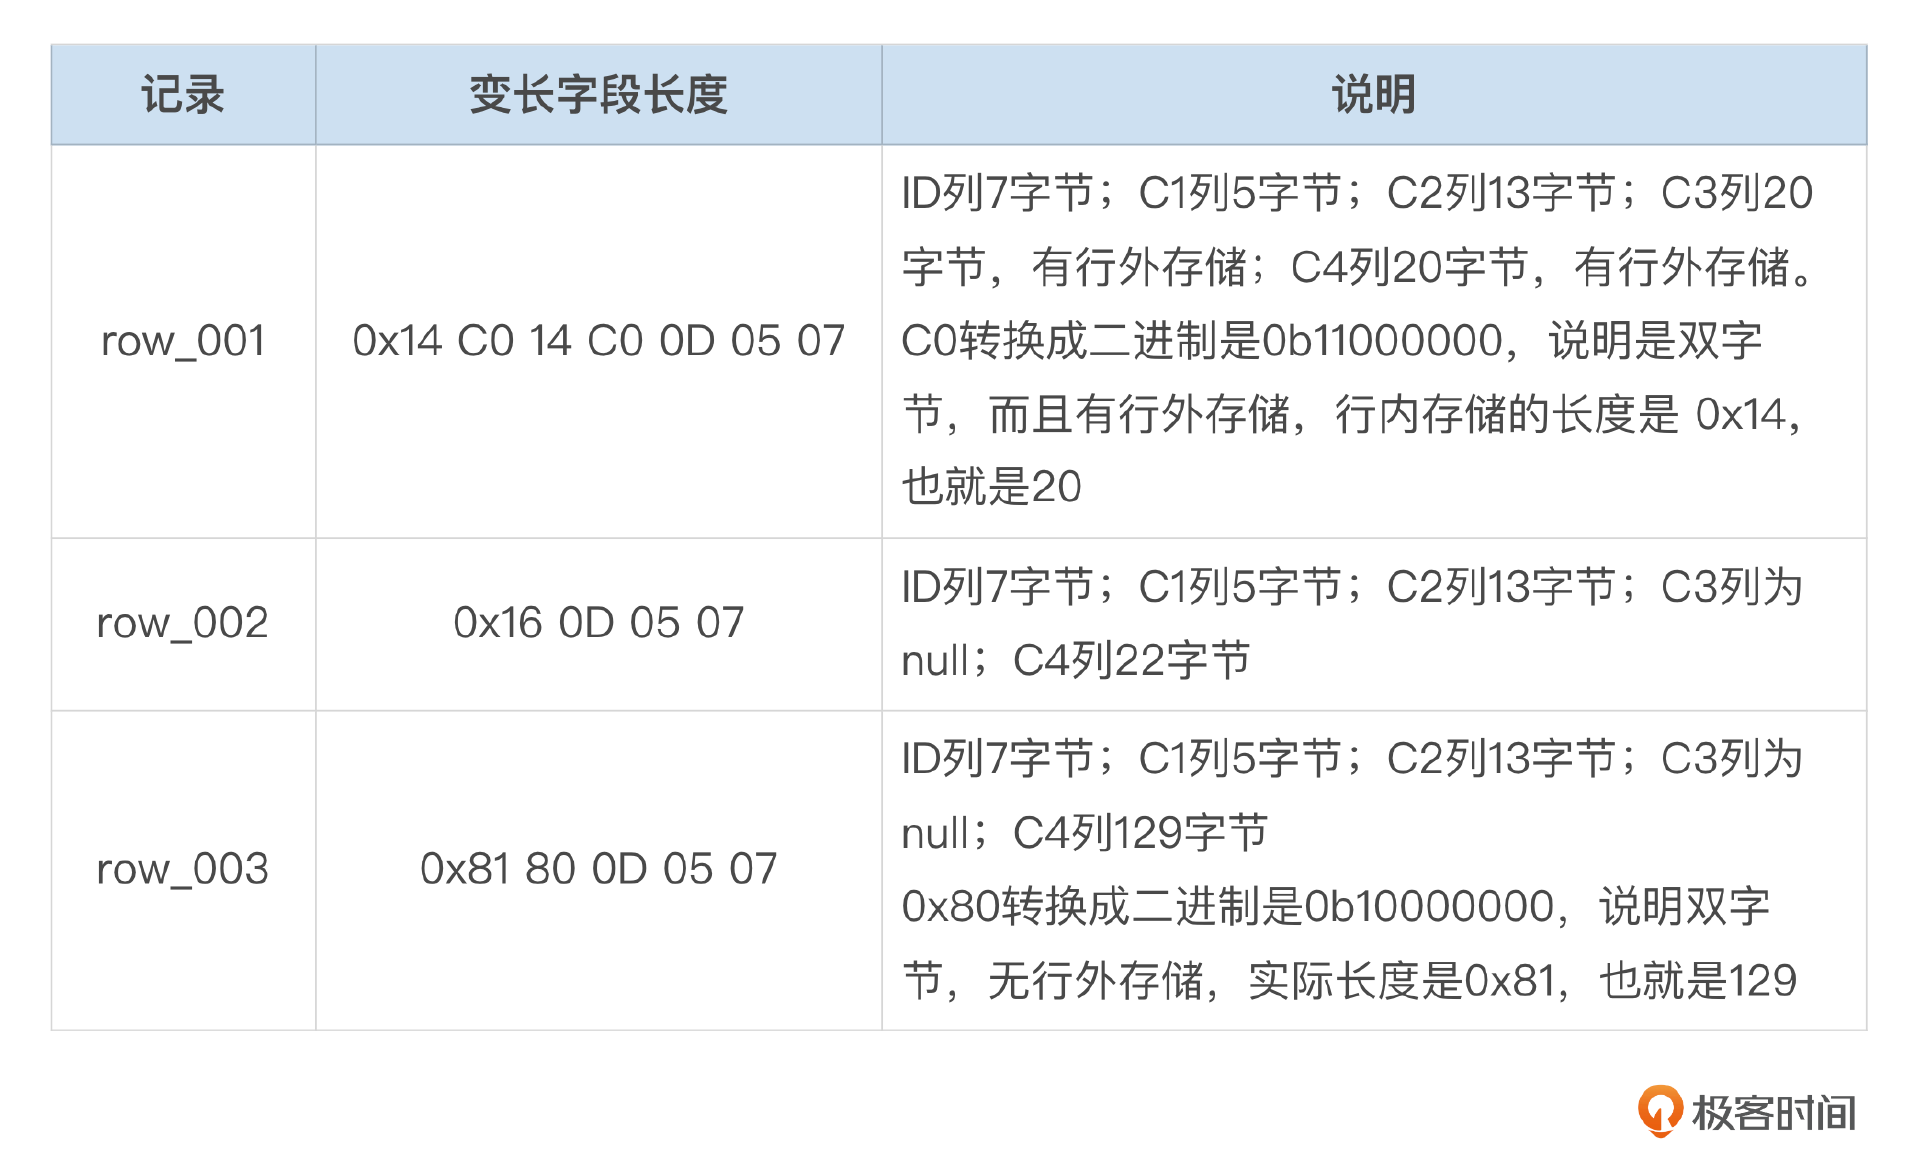 记录
变长字段长度
说明
row_001
0x14 C0 14 C0 0D 05 07
ID列7字节；C1列5字节；C2列13字节；C3列20
字节，有行外存储；C4列20字节，有行外存储。
C0转换成二进制是0b11000000，说明是双字
节，而且有行外存储，行内存储的长度是 0x14，
也就是20
row_002
0x16 0D 05 07
ID列7字节；C1列5字节；C2列13字节；C3列为
null；C4列22字节
row_003
0x81 80 0D 05 07
ID列7字节；C1列5字节；C2列13字节；C3列为
null；C4列129字节
0x80转换成二进制是0b10000000，说明双字
节，无行外存储，实际长度是0x81，也就是129
极客时间